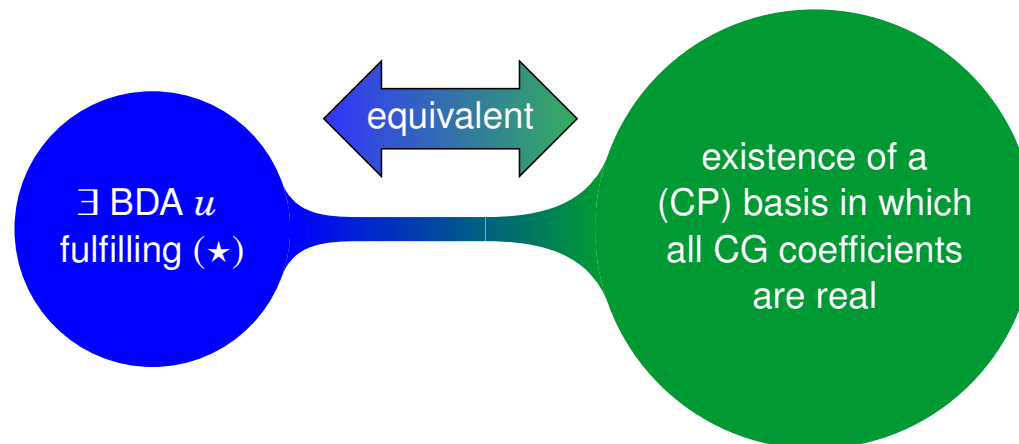 equivalent
∃ BDA u
fulfilling (⋆)
existence of a
(CP) basis in which
all CG coefficients
are real